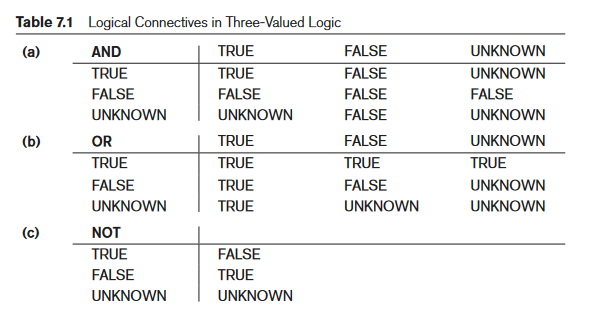 Table 7.1 Logical Connectives in Three-Valued Logic
(a) AND TRUE FALSE UNKNOWN
TRUE TRUE FALSE UNKNOWN
FALSE FALSE FALSE FALSE
UNKNOWN UNKNOWN FALSE UNKNOWN
(b) OR TRUE FALSE UNKNOWN
TRUE TRUE TRUE TRUE
FALSE TRUE FALSE UNKNOWN
UNKNOWN TRUE UNKNOWN UNKNOWN
(c) NOT
TRUE FALSE
FALSE TRUE
UNKNOWN UNKNOWN